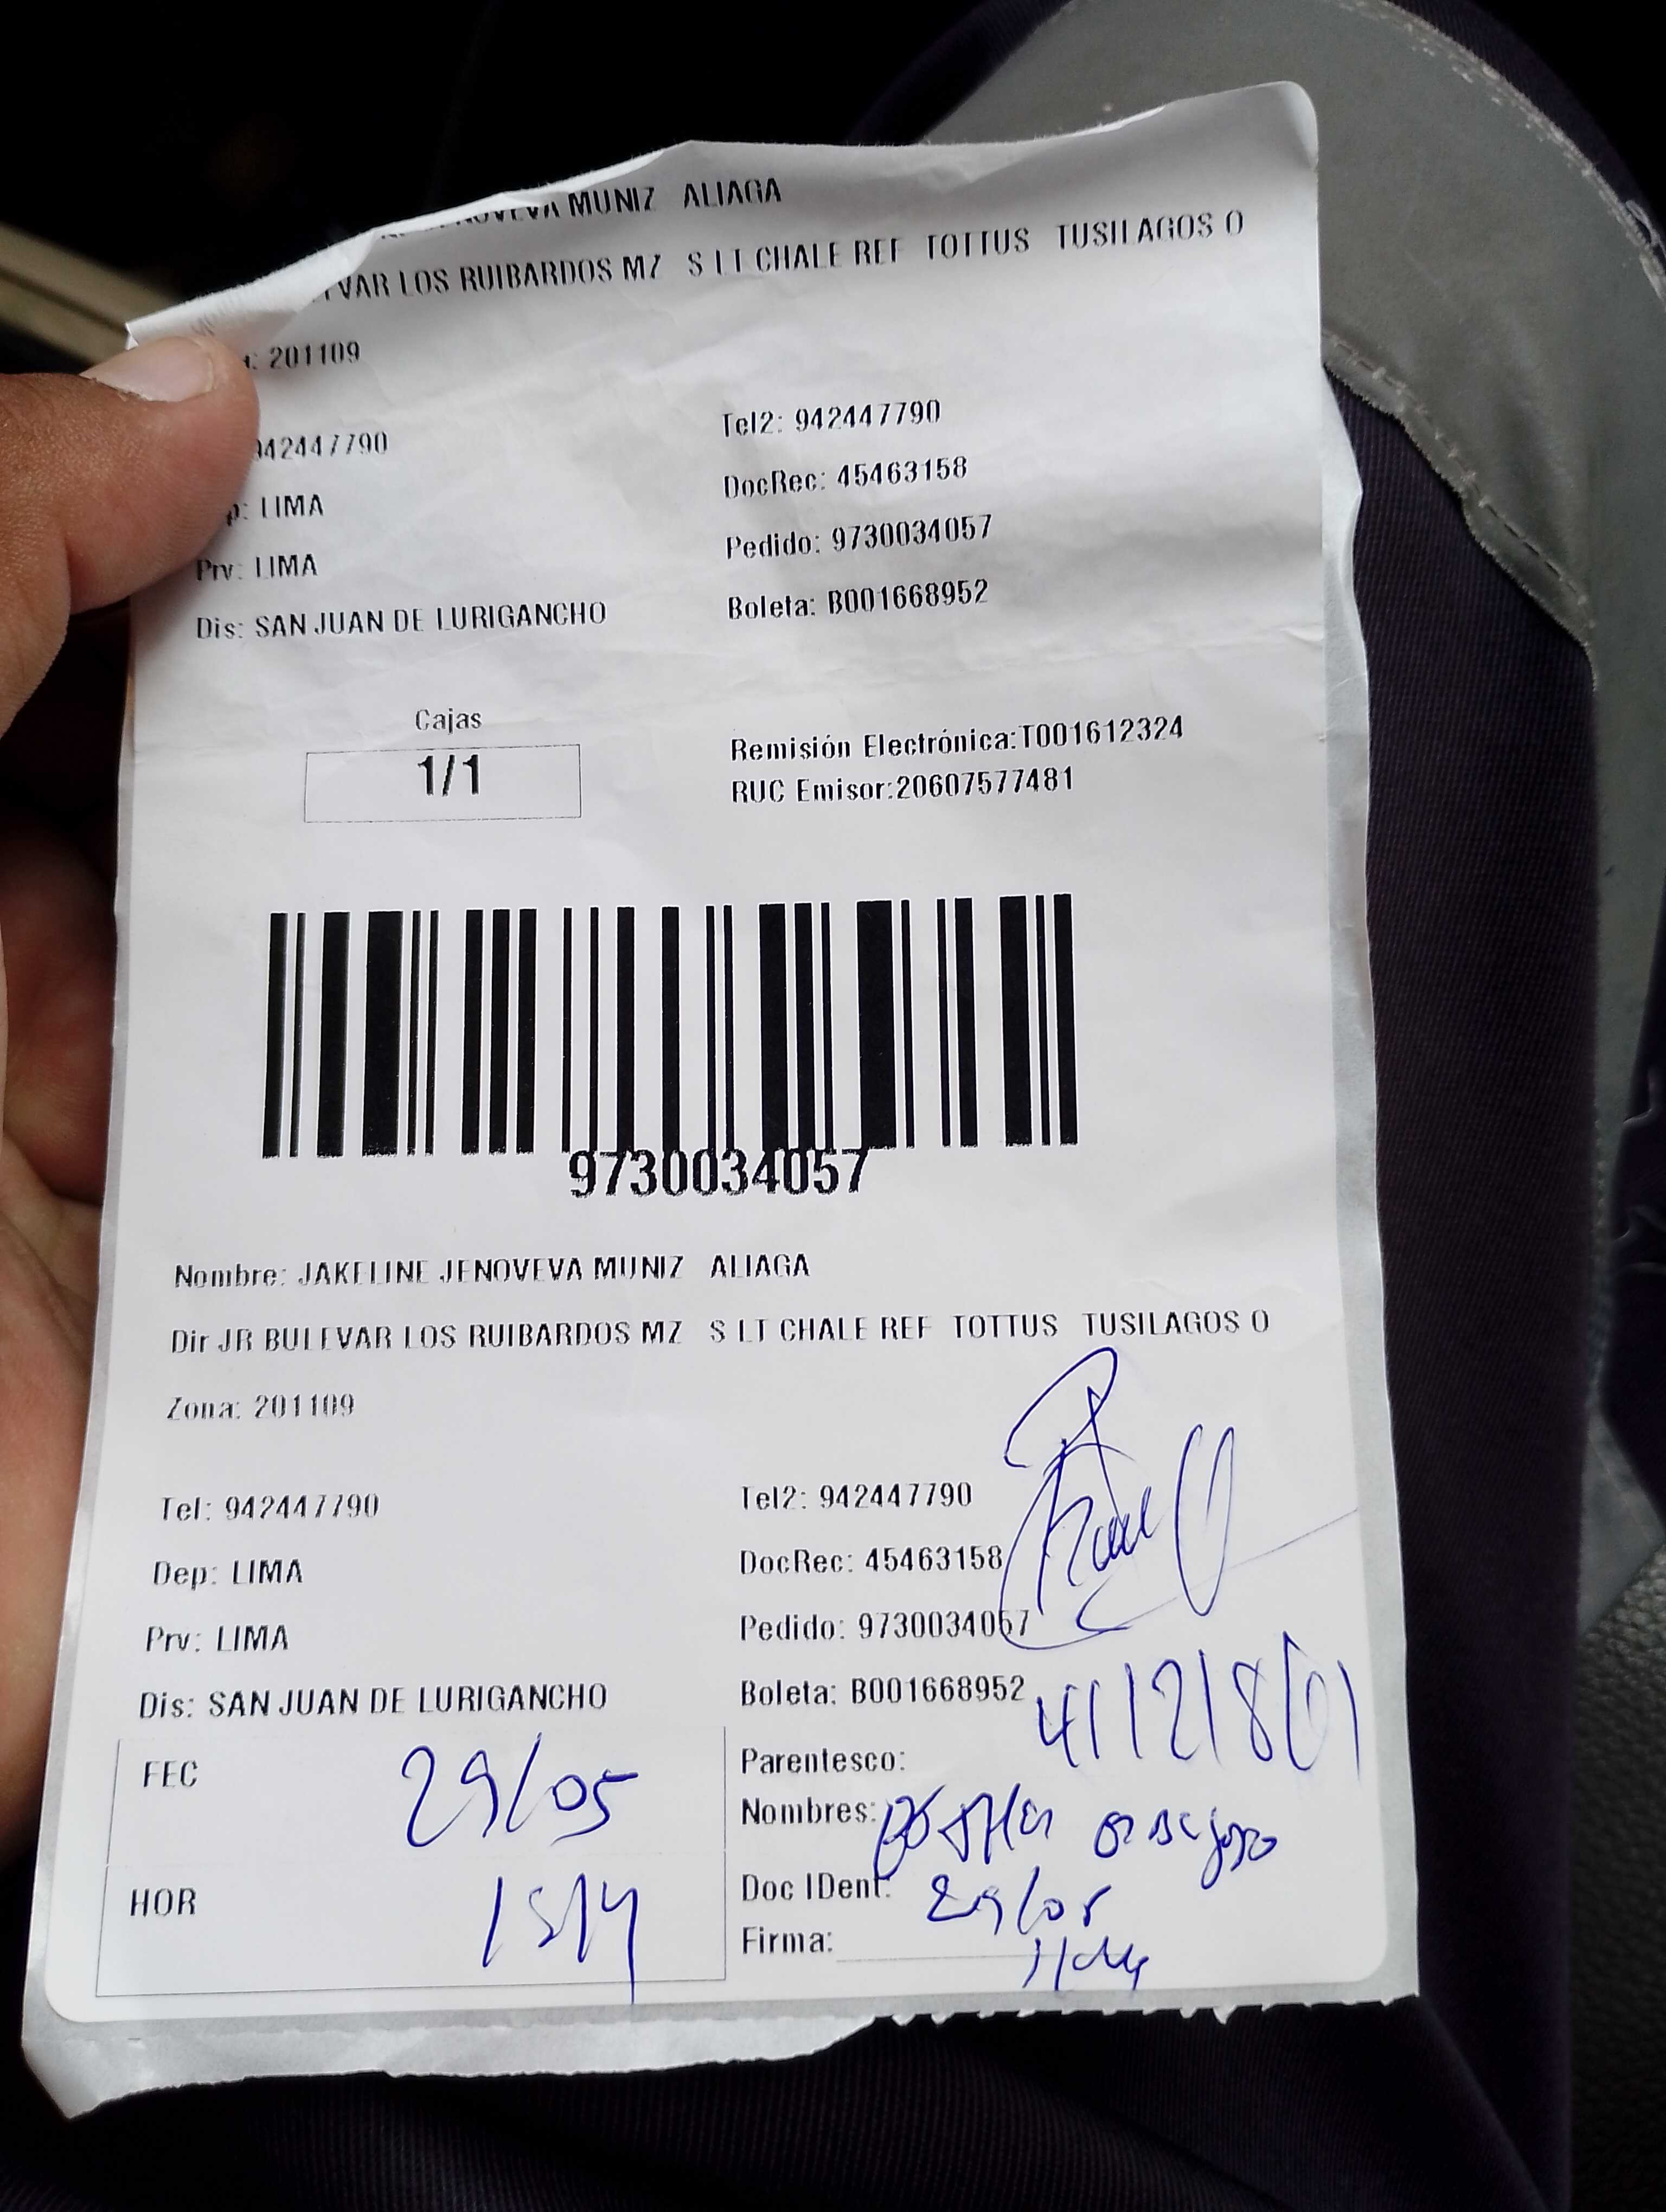 MUNIZ ALIAGA
VAR LOS RUIBARDOS MZ S LT CHALE REF TOTTUS TUSILAGOS O
: 201109
942447790 Tel2: 942447790
DocRec: 45463158
p: LIMA
Pedido: 9730034057
Prv: LIMA
Boleta: B001668952
Dis: SAN JUAN DE LURIGANCHO
Cajas
1/1
Remisión Electrónica:T001612324
RUC Emisor:20607577481
9730034057
Nombre: JAKELINE JENOVEVA MUNIZ ALIAGA
Dir JR BULEVAR LOS RUIBARDOS MZ S LT CHALE REF TOTTUS TUSILAGOS O
Zona: 201109
Tel: 942447790 Tel2: 942447790
Dep: LIMA DocRec: 45463158
Prv: LIMA Pedido: 9730034057
Dis: SAN JUAN DE LURIGANCHO Boleta: B001668952
FEC 29/05
Parentesco:
Nombres:
HOR
Doc IDent: 29/05
Firma: